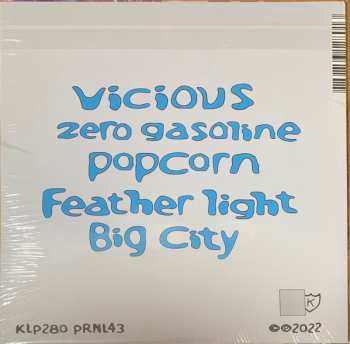 vicious
zero gasoline
popcorn
Feather light
Big City
KLP280 PRNL43
K
©℗2022